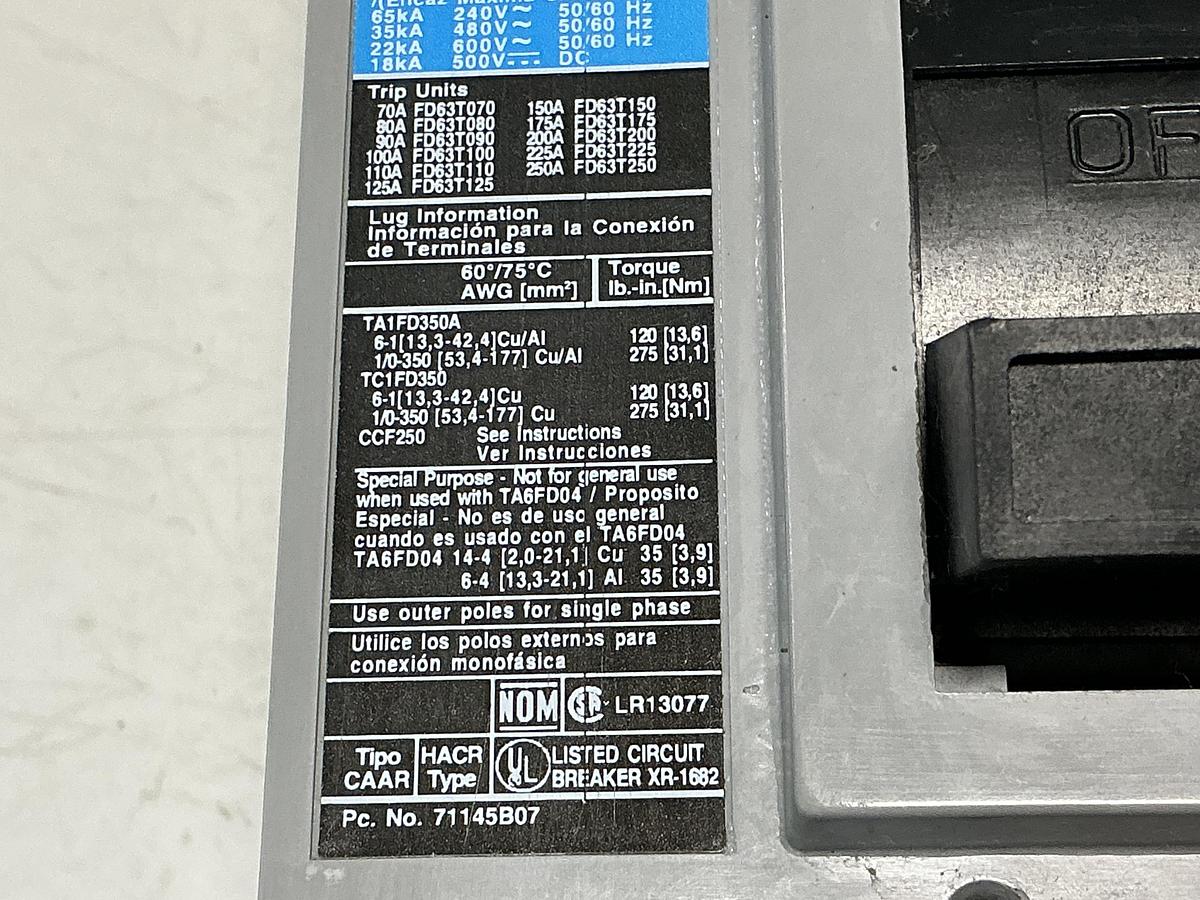 65kA 240V~ 50/60 Hz
35kA 480V~ 50/60 Hz
22kA 600V~ 50/60 Hz
18kA 500V⎓ DC
Trip Units
70A FD63T070 150A FD63T150
80A FD63T080 175A FD63T175
90A FD63T090 200A FD63T200
100A FD63T100 225A FD63T225
110A FD63T110 250A FD63T250
125A FD63T125
Lug Information
Información para la Conexión
de Terminales
60°/75°C Torque
AWG [mm²] lb.-in.[Nm]
TA1FD350A
6-1[13,3-42,4]Cu/Al 120 [13,6]
1/0-350 [53,4-177] Cu/Al 275 [31,1]
TC1FD350
6-1[13,3-42,4]Cu 120 [13,6]
1/0-350 [53,4-177] Cu 275 [31,1]
CCF250 See Instructions
Ver Instrucciones
Special Purpose - Not for general use
when used with TA6FD04 / Proposito
Especial - No es de uso general
cuando es usado con el TA6FD04
TA6FD04 14-4 [2,0-21,1] Cu 35 [3,9]
6-4 [13,3-21,1] Al 35 [3,9]
Use outer poles for single phase
Utilice los polos externos para
conexión monofásica
NOM SA LR13077
Tipo HACR UL LISTED CIRCUIT
CAAR Type BREAKER XR-1682
Pc. No. 71145B07